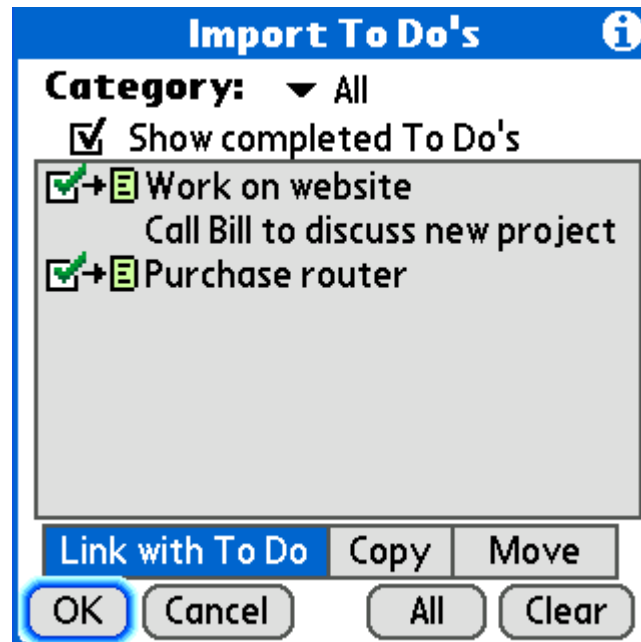 Import To Do's
Category: All
Show completed To Do's
Work on website
Call Bill to discuss new project
Purchase router
Link with To Do Copy Move
OK Cancel All Clear